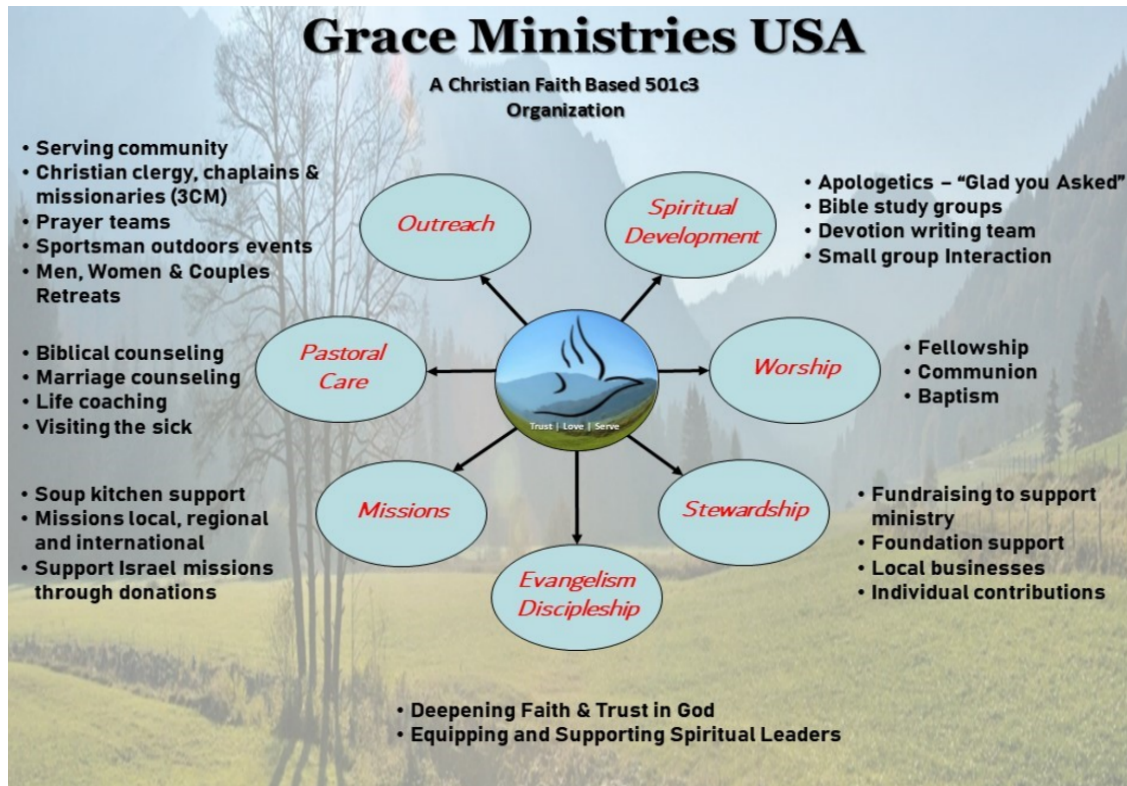 Grace Ministries USA
A Christian Faith Based 501c3
Organization
• Serving community
• Christian clergy, chaplains &
missionaries (3CM)
• Prayer teams
• Sportsman outdoors events
• Men, Women & Couples
Retreats
Outreach
Spiritual
Development
• Apologetics – “Glad you Asked”
• Bible study groups
• Devotion writing team
• Small group Interaction
• Biblical counseling
• Marriage counseling
• Life coaching
• Visiting the sick
Pastoral
Care
Trust | Love | Serve
Worship
• Fellowship
• Communion
• Baptism
• Soup kitchen support
• Missions local, regional
and international
• Support Israel missions
through donations
Missions
Stewardship
• Fundraising to support
ministry
• Foundation support
• Local businesses
• Individual contributions
Evangelism
Discipleship
• Deepening Faith & Trust in God
• Equipping and Supporting Spiritual Leaders